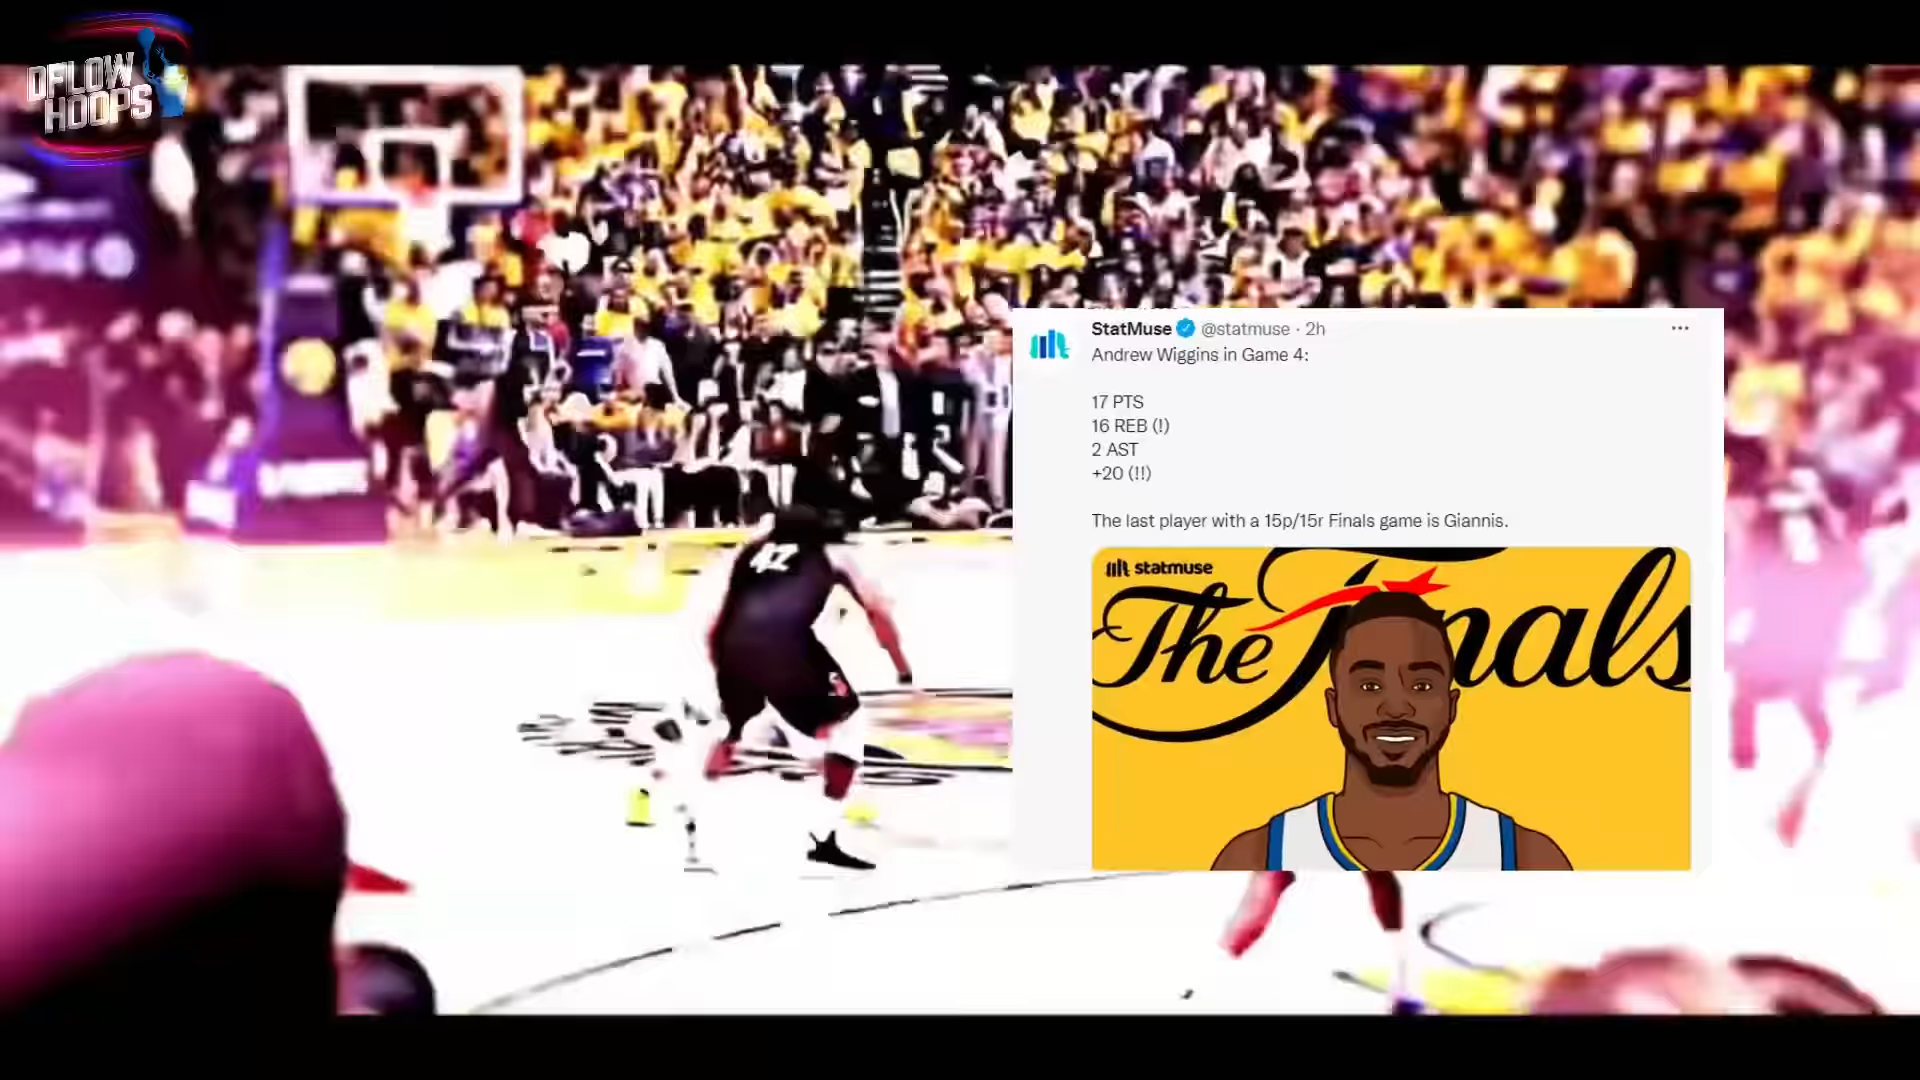 DFLOW
HOOPS
StatMuse @statmuse · 2h
Andrew Wiggins in Game 4:
17 PTS
16 REB (!)
2 AST
+20 (!!)
The last player with a 15p/15r Finals game is Giannis.
statmuse
The Finals
42